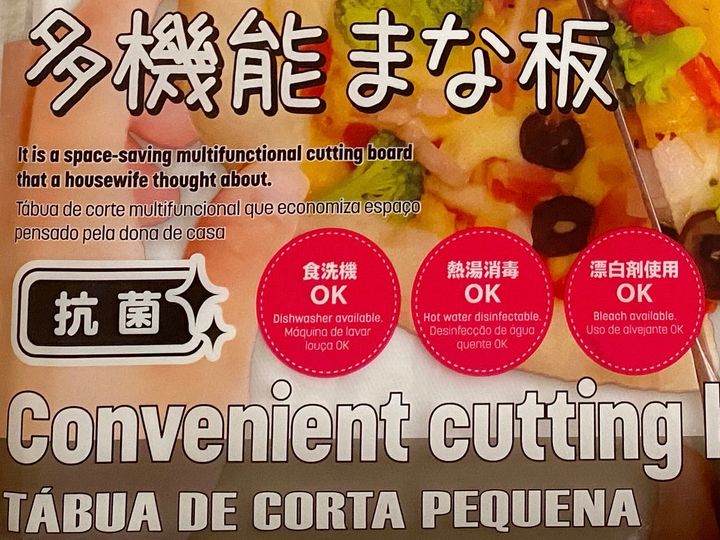 多機能まな板
It is a space-saving multifunctional cutting board
that a housewife thought about.
Tábua de corte multifuncional que economiza espaço
pensado pela dona de casa
抗菌
食洗機
OK
Dishwasher available.
Máquina de lavar
louça OK
熱湯消毒
OK
Hot water disinfectable.
Desinfecção de água
quente OK
漂白剤使用
OK
Bleach available.
Uso de alvejante OK
Convenient cutting
TÁBUA DE CORTA PEQUENA